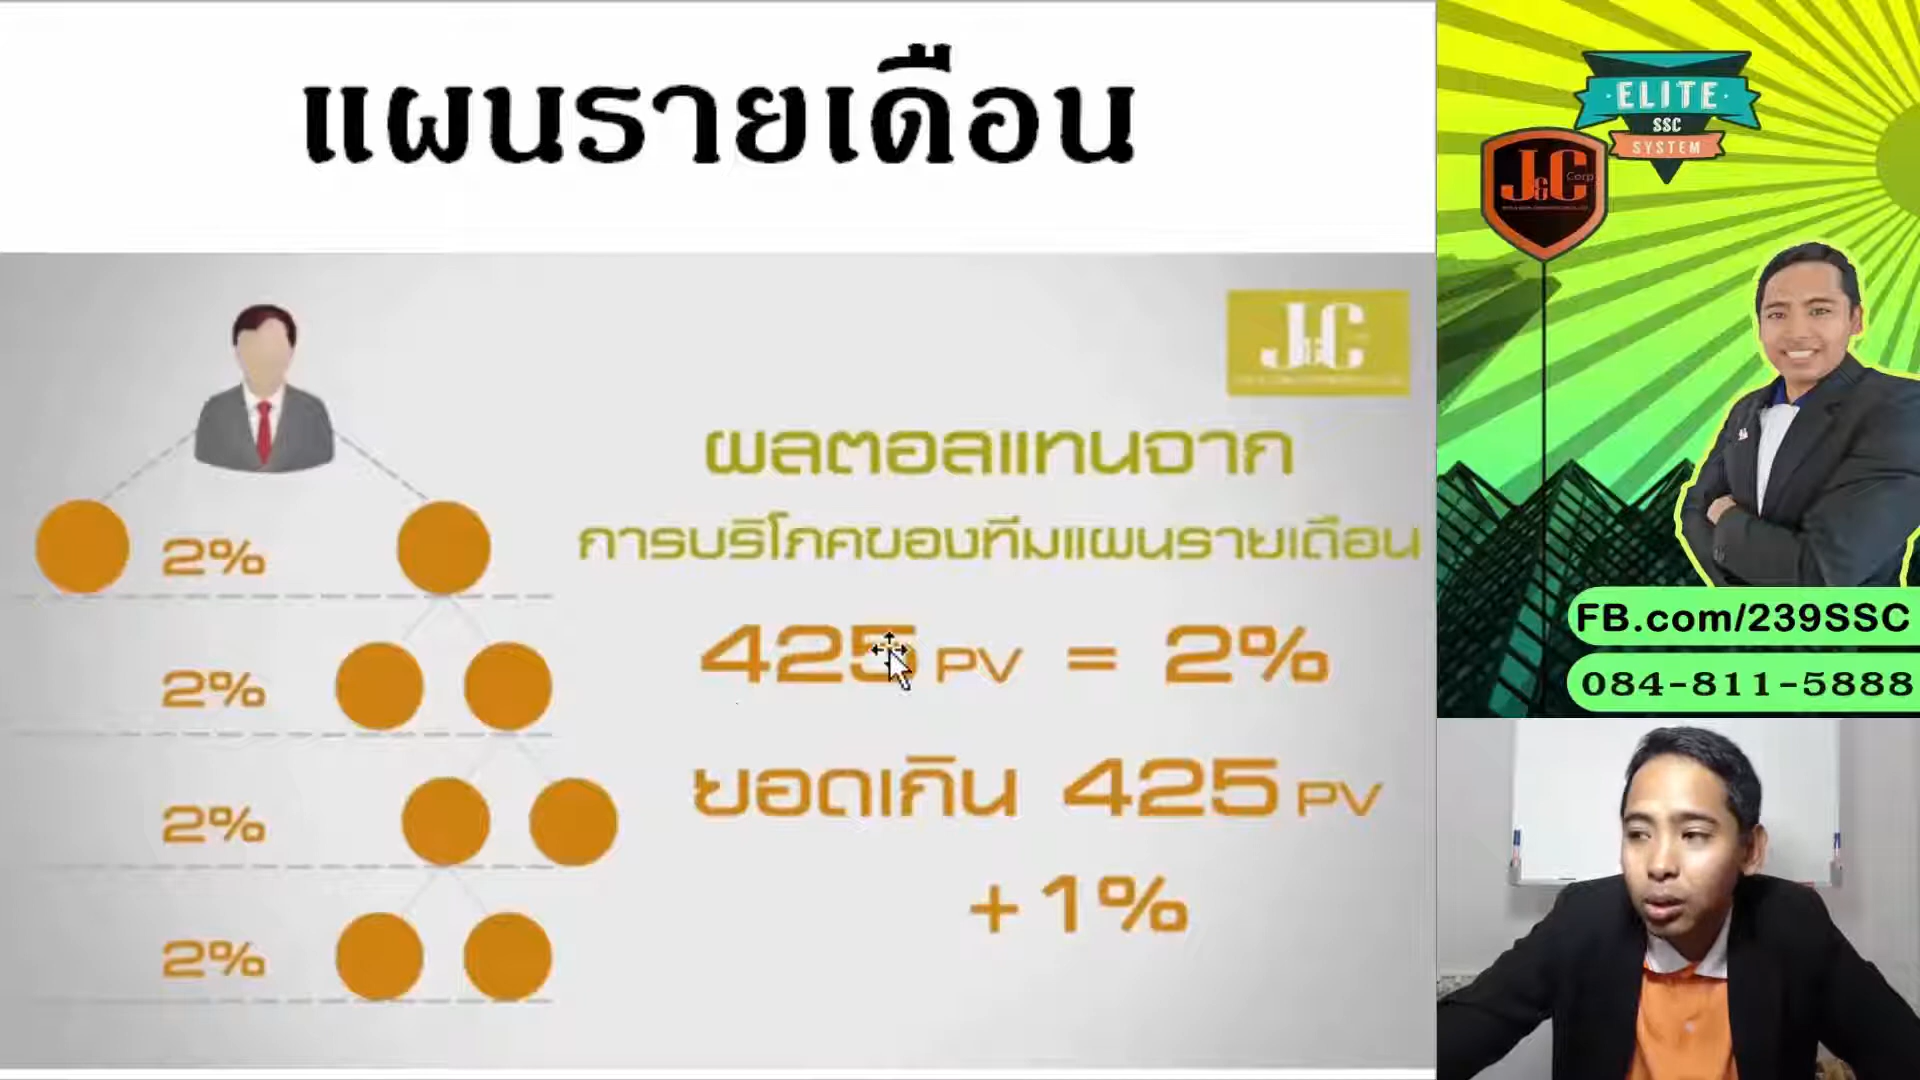 แผนรายเดือน
J&C
ผลตอบแทนจาก
การบริโภคของทีมแผนรายเดือน
2%
425 PV = 2%
2%
ยอดเกิน 425 PV
2%
+1%
2%
ELITE
SSC
SYSTEM
J&C Corp
FB.com/239SSC
084-811-5888